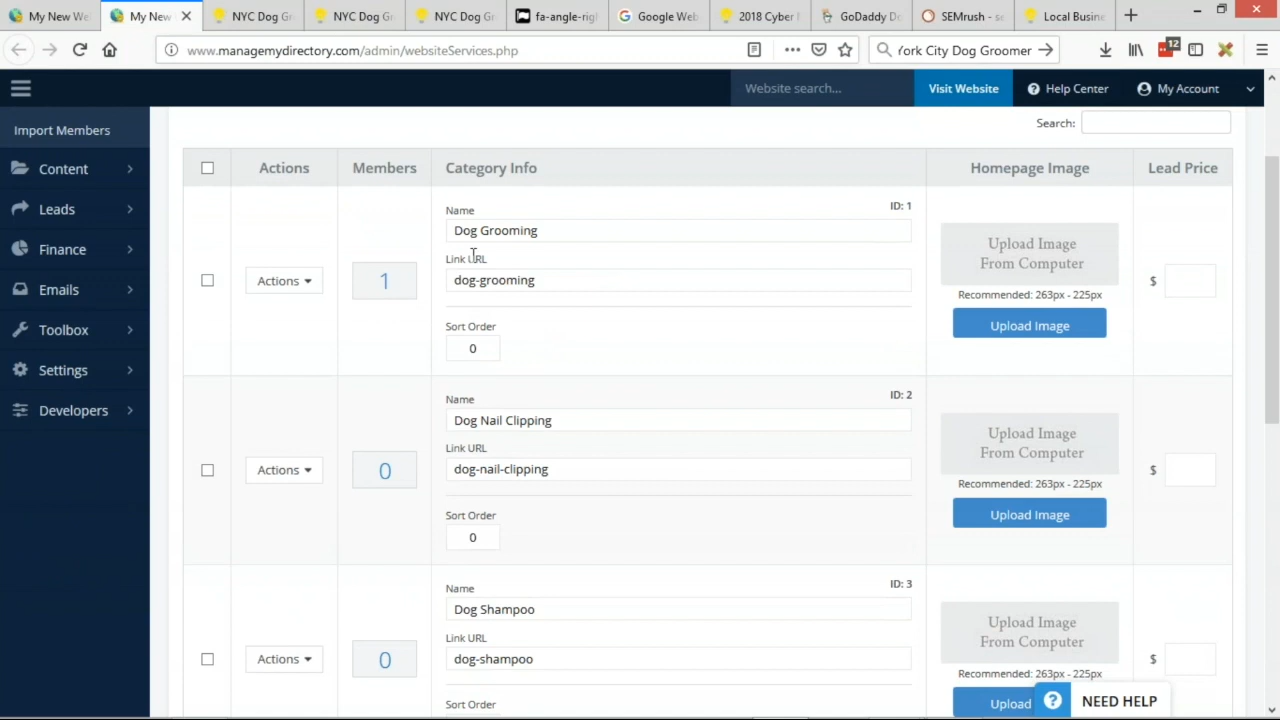 My New We
My New
NYC Dog Gr
NYC Dog Gr
NYC Dog Gr
fa-angle-rig
Google Web
2018 Cyber
GoDaddy Do
SEMrush - se
Local Busine
www.managemydirectory.com/admin/websiteServices.php
York City Dog Groomer
12
Website search...
Visit Website
Help Center
My Account
Import Members
Content
Leads
Finance
Emails
Toolbox
Settings
Developers
Search:
Actions
Members
Category Info
Homepage Image
Lead Price
Name
ID: 1
Dog Grooming
Link URL
dog-grooming
Sort Order
0
Actions
1
Upload Image
From Computer
Recommended: 263px - 225px
Upload Image
$
Name
ID: 2
Dog Nail Clipping
Link URL
dog-nail-clipping
Sort Order
0
Actions
0
Upload Image
From Computer
Recommended: 263px - 225px
Upload Image
$
Name
ID: 3
Dog Shampoo
Link URL
dog-shampoo
Sort Order
Actions
0
Upload Image
From Computer
Recommended: 263px - 225px
Upload
$
? NEED HELP